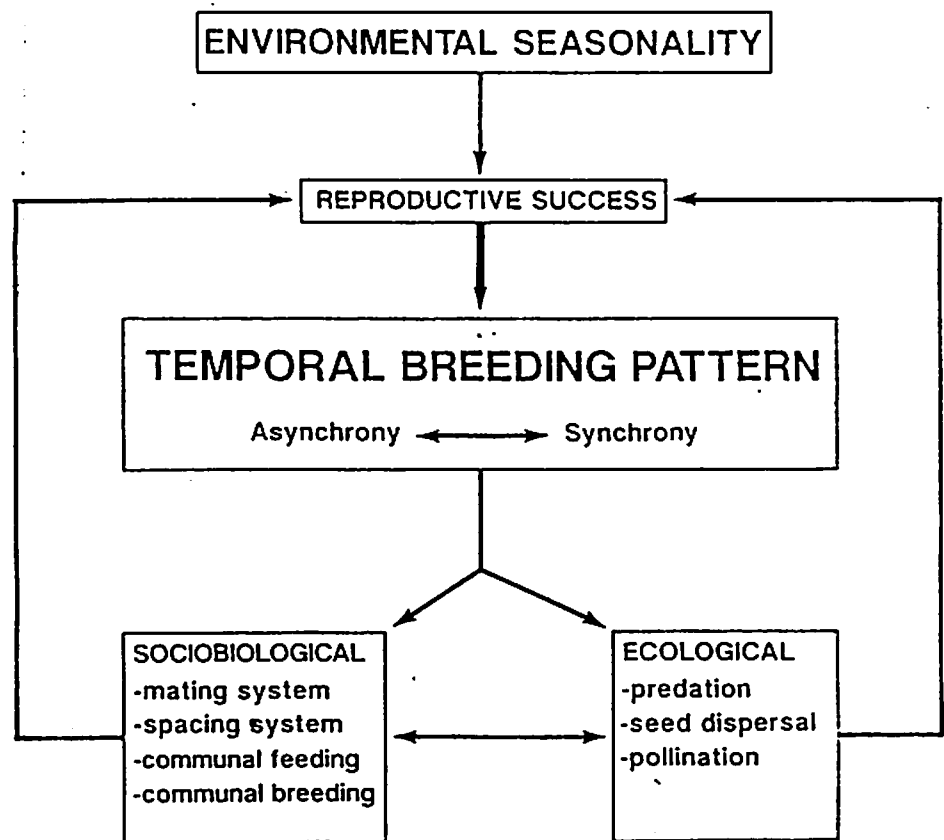 ENVIRONMENTAL SEASONALITY
REPRODUCTIVE SUCCESS
TEMPORAL BREEDING PATTERN
Asynchrony Synchrony
SOCIOBIOLOGICAL
-mating system
-spacing system
-communal feeding
-communal breeding
ECOLOGICAL
-predation
-seed dispersal
-pollination